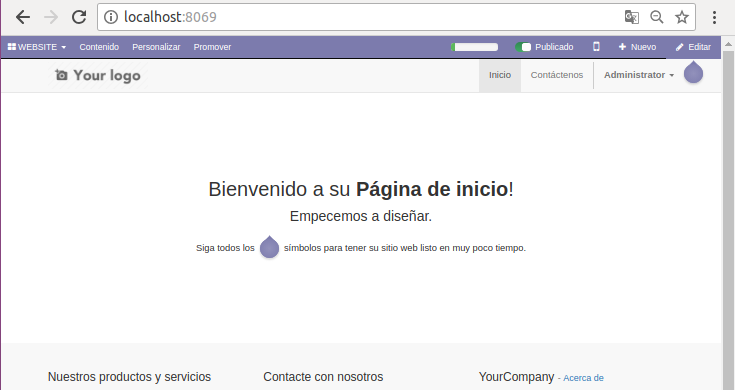 localhost:8069
WEBSITE Contenido Personalizar Promover Publicado Nuevo Editar
Your logo Inicio Contáctenos Administrator
Bienvenido a su Página de inicio!
Empecemos a diseñar.
Siga todos los símbolos para tener su sitio web listo en muy poco tiempo.
Nuestros productos y servicios Contacte con nosotros YourCompany - Acerca de